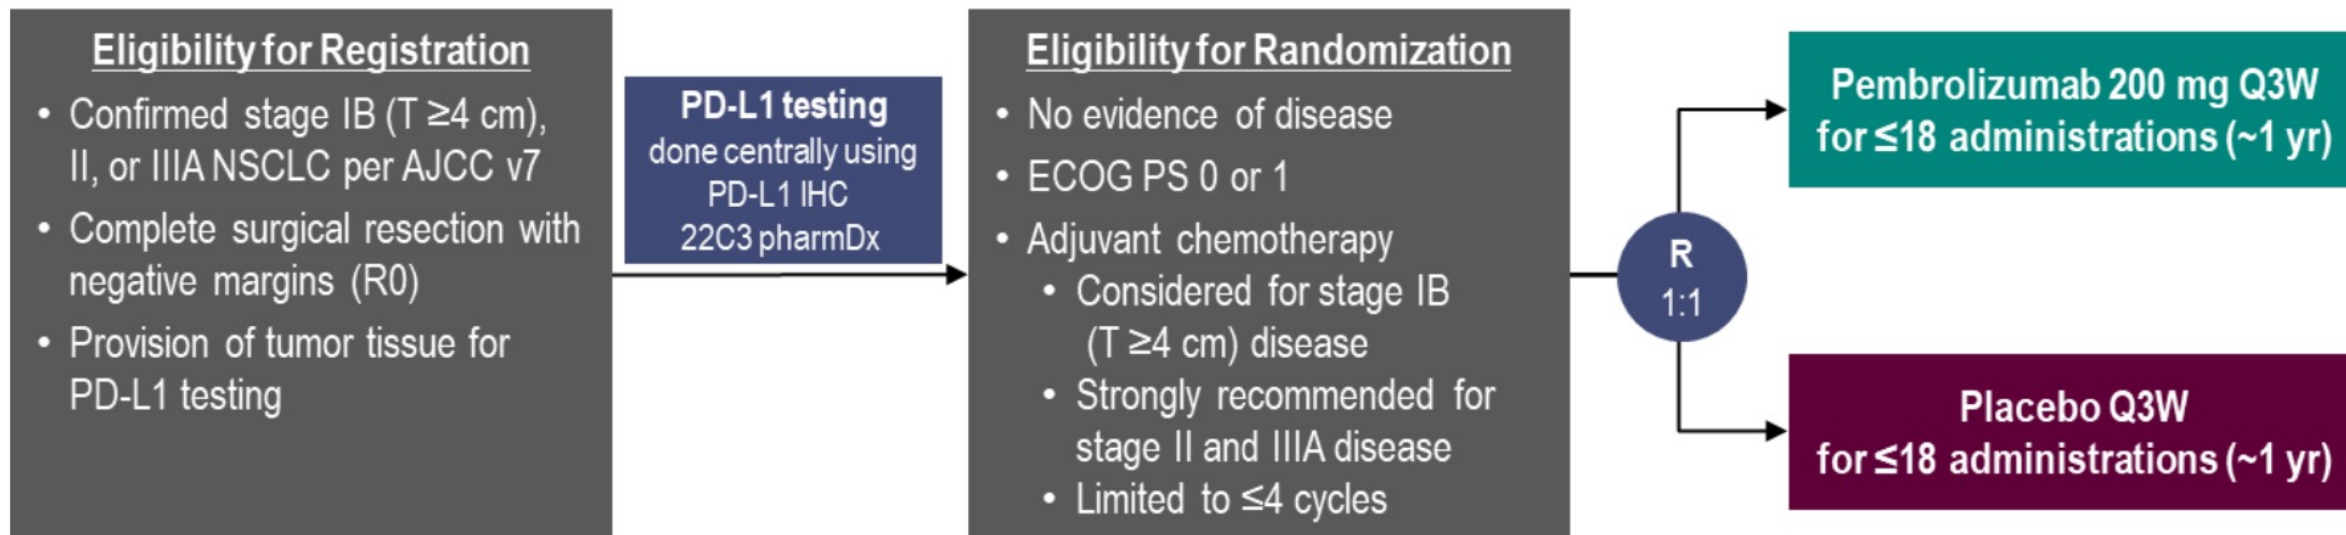 Eligibility for Registration
• Confirmed stage IB (T ≥4 cm),
II, or IIIA NSCLC per AJCC v7
• Complete surgical resection with
negative margins (R0)
• Provision of tumor tissue for
PD-L1 testing
PD-L1 testing
done centrally using
PD-L1 IHC
22C3 pharmDx
Eligibility for Randomization
• No evidence of disease
• ECOG PS 0 or 1
• Adjuvant chemotherapy
• Considered for stage IB
(T ≥4 cm) disease
• Strongly recommended for
stage II and IIIA disease
• Limited to ≤4 cycles
R
1:1
Pembrolizumab 200 mg Q3W
for ≤18 administrations (~1 yr)
Placebo Q3W
for ≤18 administrations (~1 yr)